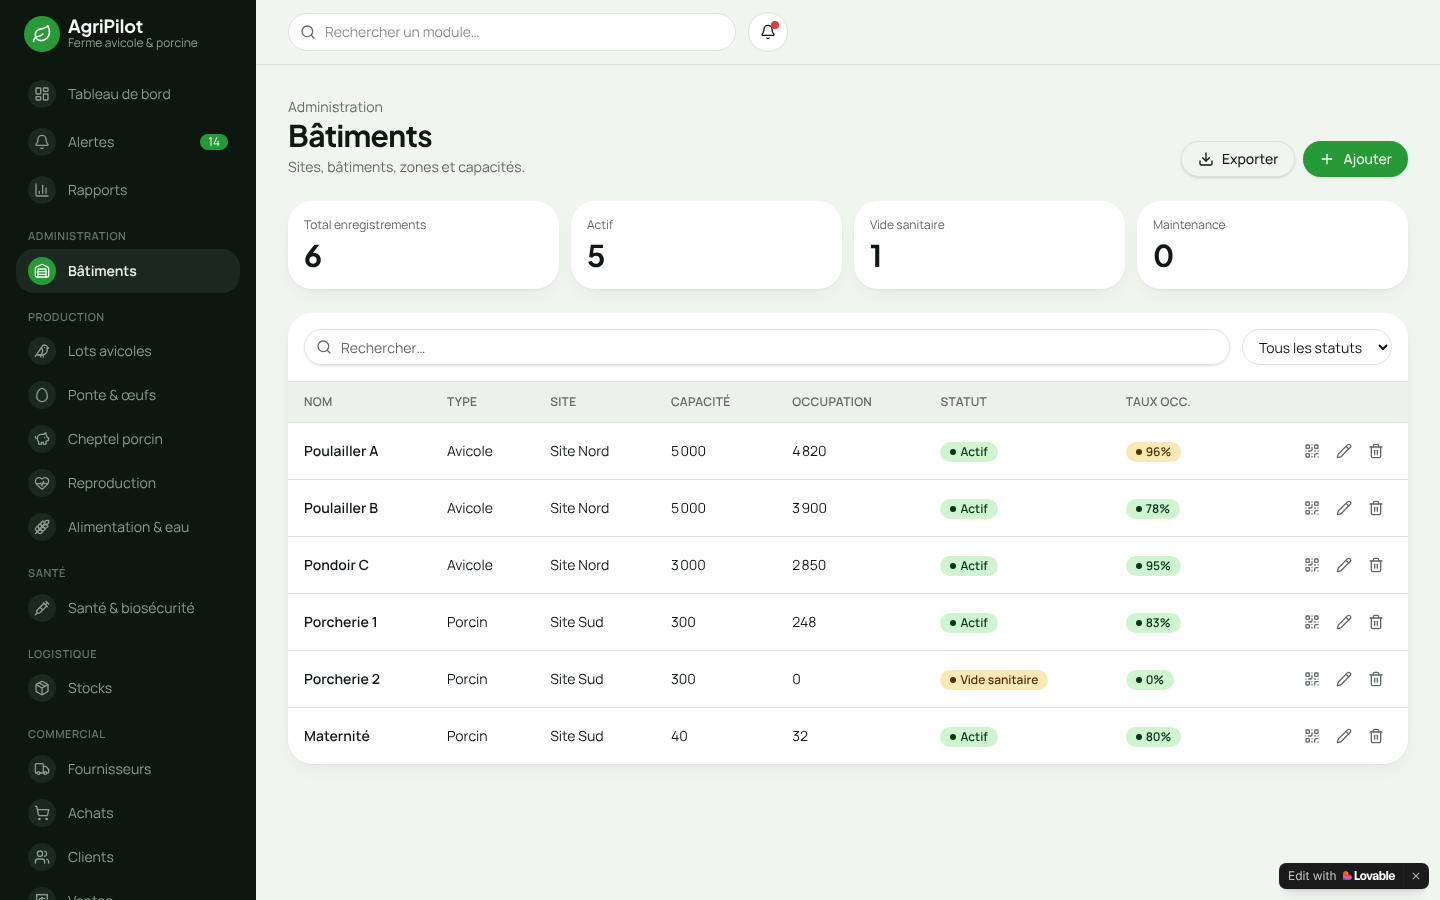 AgriPilot
Ferme avicole & porcine
Tableau de bord
Alertes 14
Rapports
ADMINISTRATION
Bâtiments
PRODUCTION
Lots avicoles
Ponte & œufs
Cheptel porcin
Reproduction
Alimentation & eau
SANTÉ
Santé & biosécurité
LOGISTIQUE
Stocks
COMMERCIAL
Fournisseurs
Achats
Clients
Ventes
Rechercher un module...
Administration
Bâtiments
Sites, bâtiments, zones et capacités.
Exporter
Ajouter
Total enregistrements
6
Actif
5
Vide sanitaire
1
Maintenance
0
Rechercher...
Tous les statuts
NOM TYPE SITE CAPACITÉ OCCUPATION STATUT TAUX OCC.
Poulailler A Avicole Site Nord 5 000 4 820 Actif 96%
Poulailler B Avicole Site Nord 5 000 3 900 Actif 78%
Pondoir C Avicole Site Nord 3 000 2 850 Actif 95%
Porcherie 1 Porcin Site Sud 300 248 Actif 83%
Porcherie 2 Porcin Site Sud 300 0 Vide sanitaire 0%
Maternité Porcin Site Sud 40 32 Actif 80%
Edit with Lovable